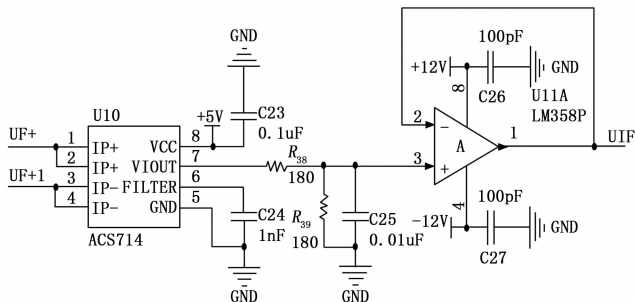 GND
100pF
+12V
GND
8
C26
U11A
LM358P
U10
+5V
C23
0.1uF
2
-
A
1
UIF
UF+
1
IP+
VCC
8
2
IP+
VIOUT
7
R38
180
3
+
UF+1
3
IP-
FILTER
6
4
IP-
GND
5
ACS714
C24
1nF
R39
180
C25
0.01uF
4
100pF
-12V
GND
C27
GND
GND